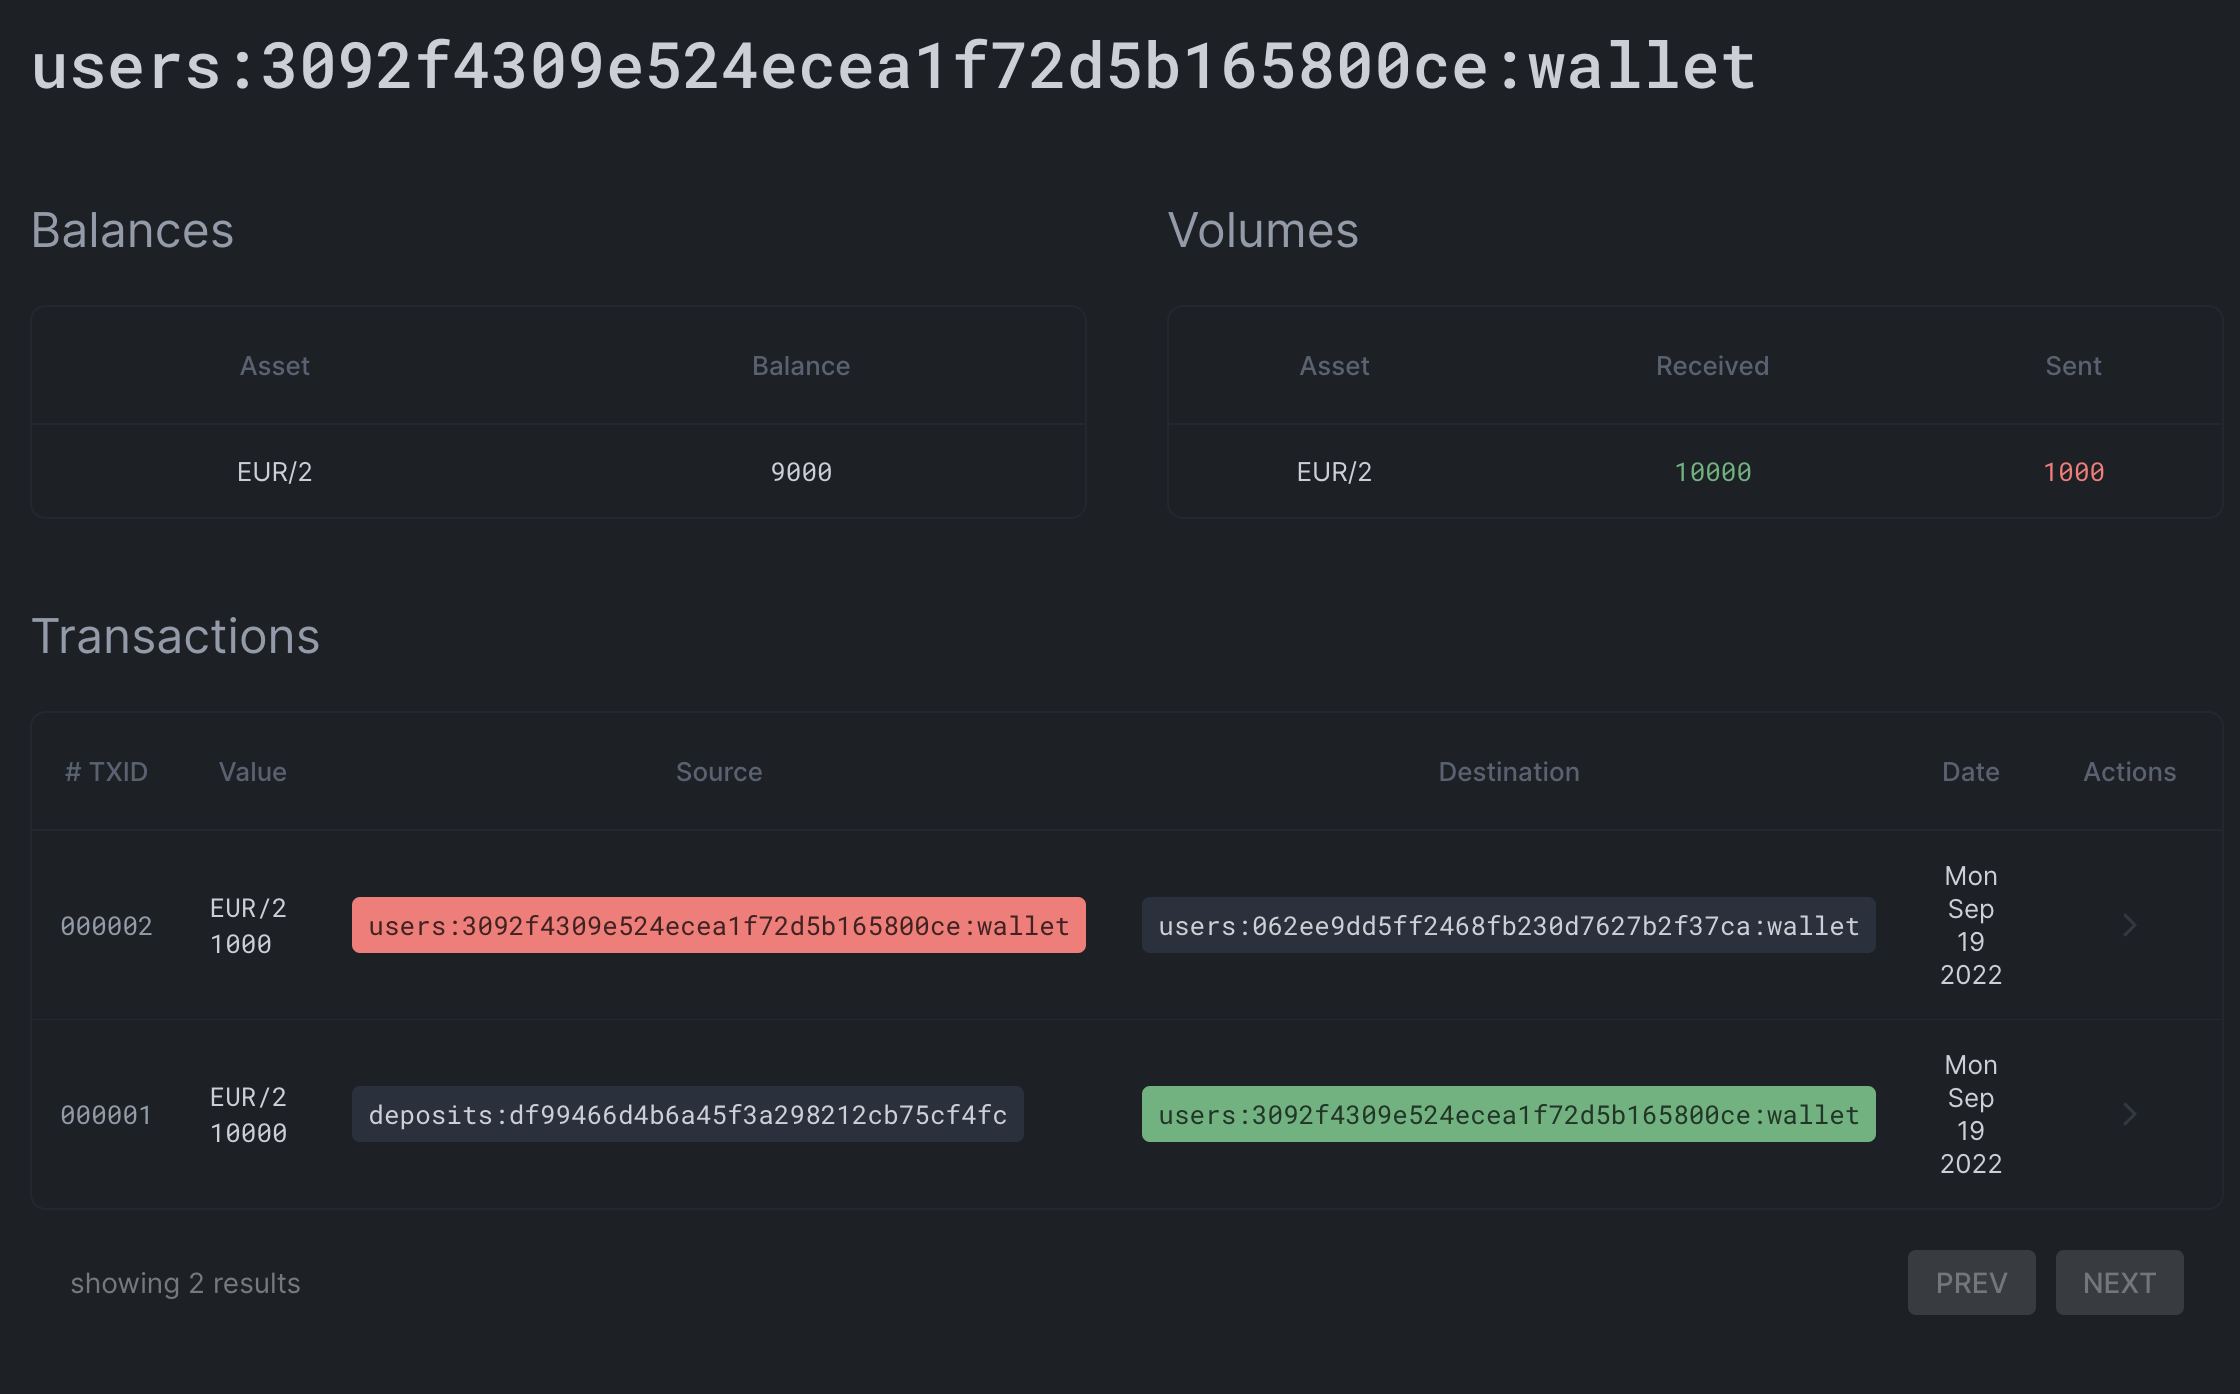 users:3092f4309e524ecea1f72d5b165800ce:wallet
Balances
Volumes
Asset Balance
EUR/2 9000
Asset Received Sent
EUR/2 10000 1000
Transactions
# TXID Value Source Destination Date Actions
000002
EUR/2
1000
users:3092f4309e524ecea1f72d5b165800ce:wallet
users:062ee9dd5ff2468fb230d7627b2f37ca:wallet
Mon
Sep
19
2022
000001
EUR/2
10000
deposits:df99466d4b6a45f3a298212cb75cf4fc
users:3092f4309e524ecea1f72d5b165800ce:wallet
Mon
Sep
19
2022
showing 2 results
PREV NEXT